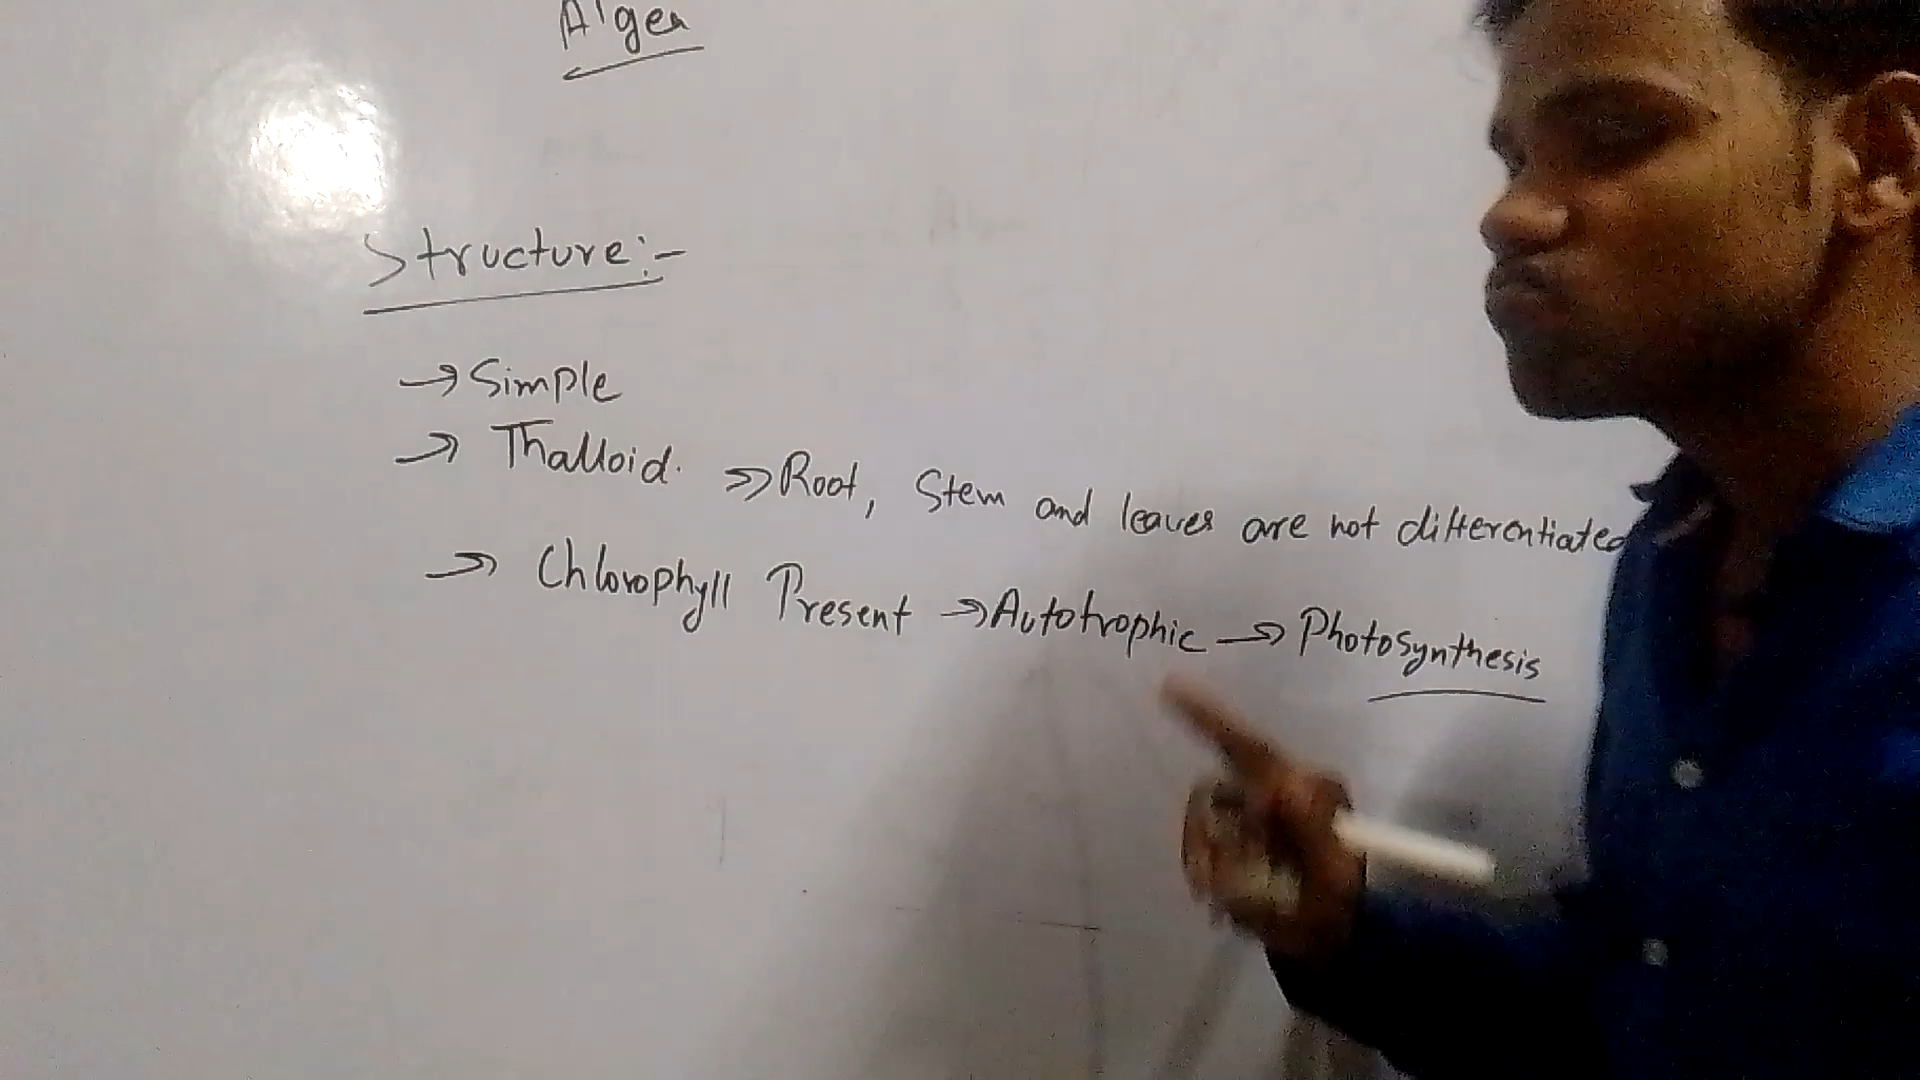 Algea
Structure:-
→ Simple
→ Thalloid. ⇒ Root, Stem and leaves are not differentiated
→ Chlorophyll Present → Autotrophic → Photosynthesis